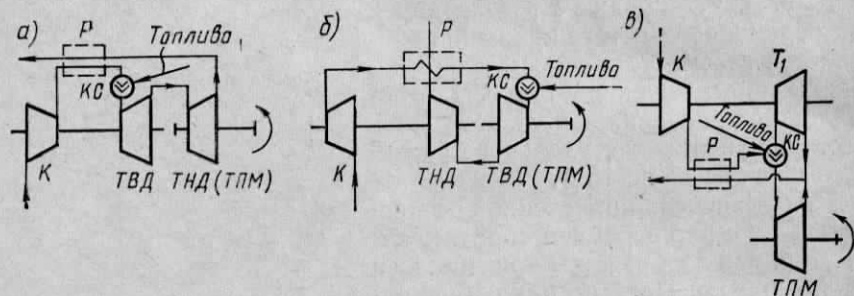 а)
Р
Топливо
КС
К
ТВД
ТНД (ТПМ)
б)
Р
КС
Топливо
К
ТНД
ТВД (ТПМ)
в)
К
Т1
Топливо
КС
Р
ТПМ